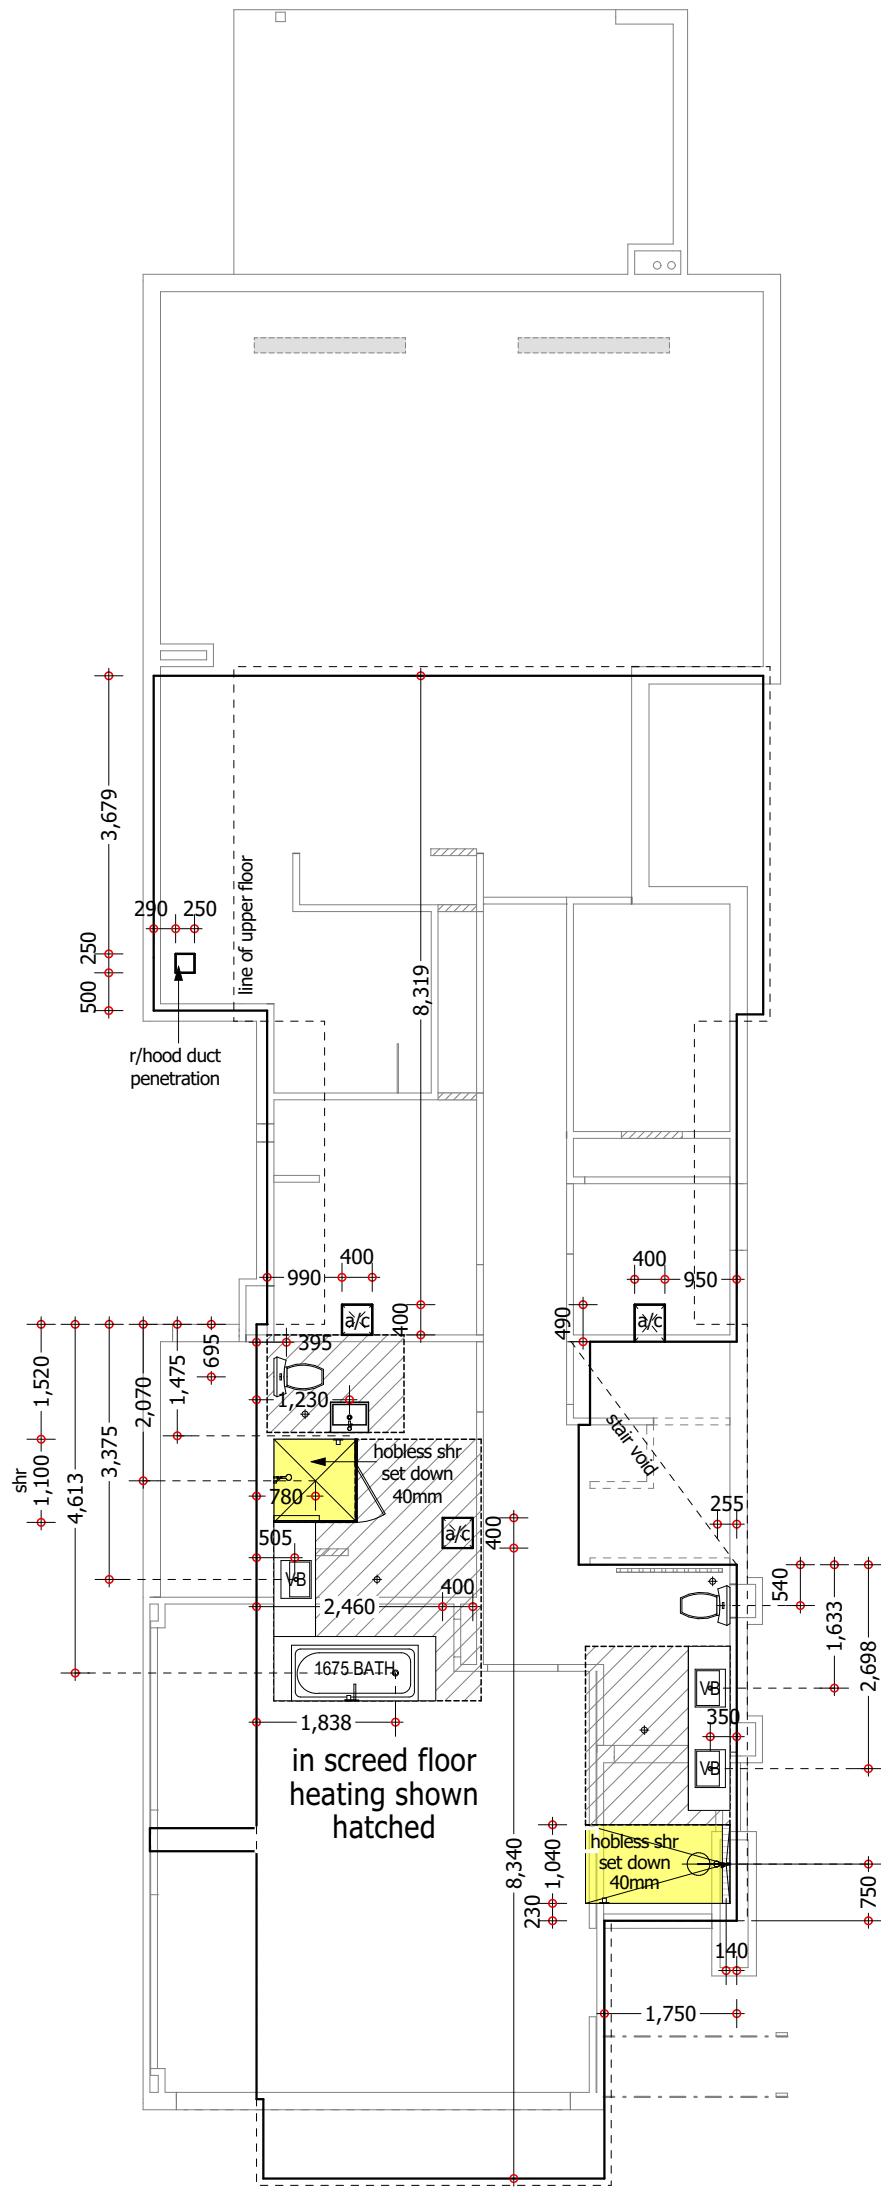 3,679
290
250
250
500
line of upper floor
8,319
r/hood duct
penetration
990
400
a/c
400
400
950
490
a/c
395
695
1,475
2,070
1,520
3,375
4,613
shr
1,100
1,230
hobless shr
set down
40mm
780
505
VB
a/c
400
2,460
400
1675 BATH
1,838
stair void
255
540
1,633
2,698
VB
350
VB
in screed floor
heating shown
hatched
8,340
hobless shr
set down
40mm
1,040
230
750
140
1,750